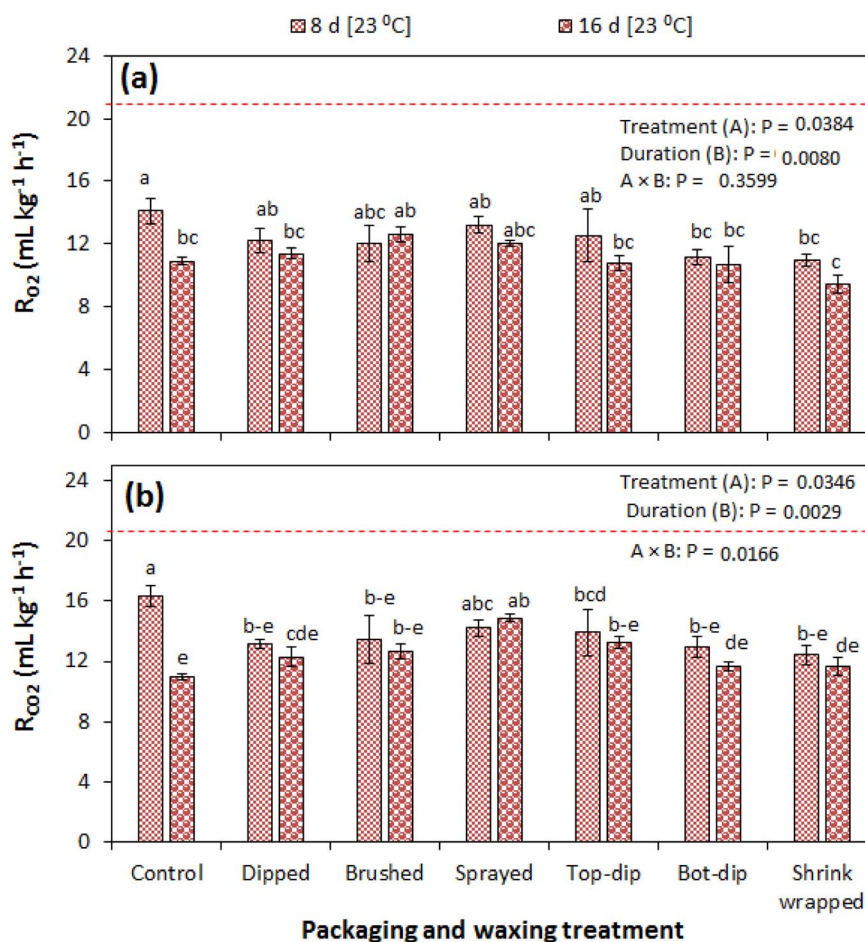 8 d [23 ⁰C] 16 d [23 ⁰C]
(a)
24
20
16
12
8
4
0
R_O2 (mL kg⁻¹ h⁻¹)
Treatment (A): P = 0.0384
Duration (B): P = 0.0080
A × B: P = 0.3599
a bc ab bc abc ab ab abc ab bc bc bc bc c
(b)
24
20
16
12
8
4
0
R_CO2 (mL kg⁻¹ h⁻¹)
Treatment (A): P = 0.0346
Duration (B): P = 0.0029
A × B: P = 0.0166
a e b-e cde b-e b-e abc ab bcd b-e b-e de b-e de
Control Dipped Brushed Sprayed Top-dip Bot-dip Shrink
wrapped
Packaging and waxing treatment